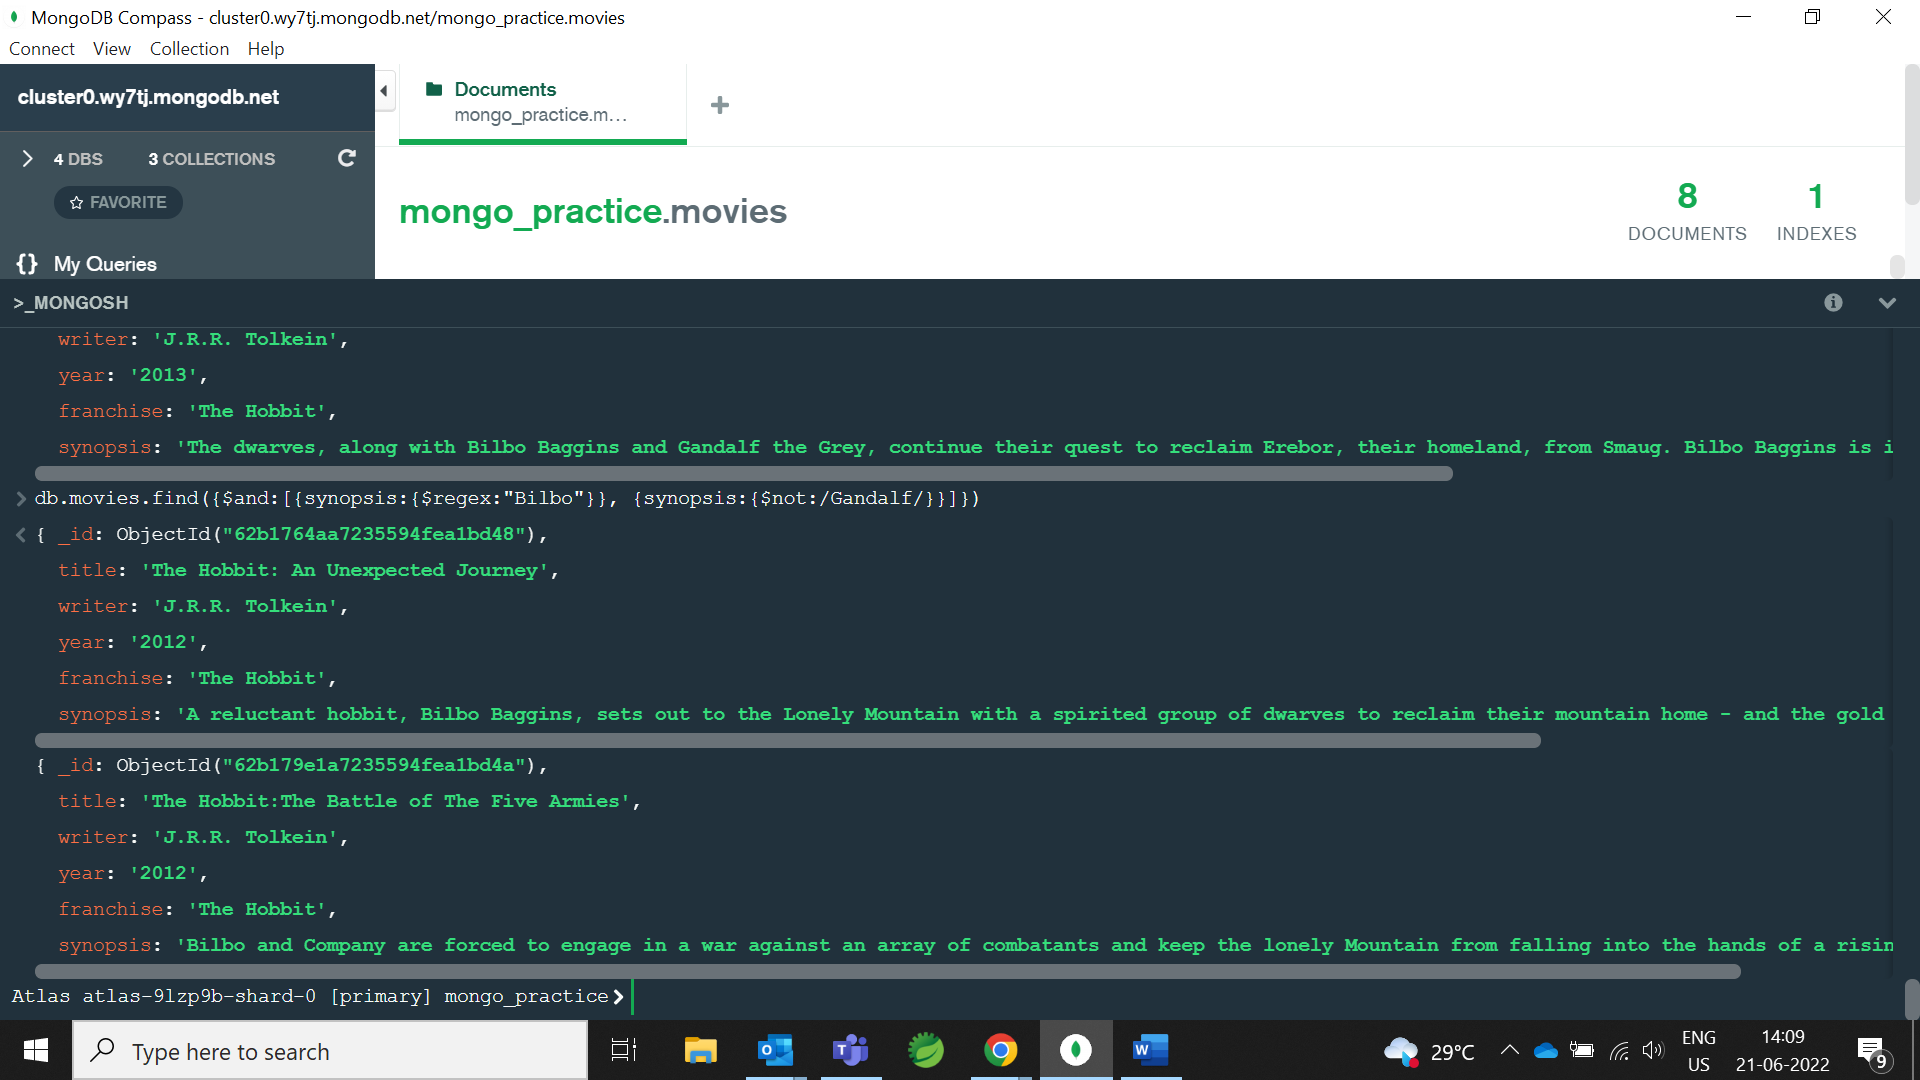 MongoDB Compass - cluster0.wy7tj.mongodb.net/mongo_practice.movies
Connect View Collection Help
cluster0.wy7tj.mongodb.net
Documents
mongo_practice.m...
4 DBS 3 COLLECTIONS
FAVORITE
mongo_practice.movies
8
DOCUMENTS
1
INDEXES
{} My Queries
>_MONGOSH
writer: 'J.R.R. Tolkein',
year: '2013',
franchise: 'The Hobbit',
synopsis: 'The dwarves, along with Bilbo Baggins and Gandalf the Grey, continue their quest to reclaim Erebor, their homeland, from Smaug. Bilbo Baggins is i
> db.movies.find({$and:[{synopsis:{$regex:"Bilbo"}}, {synopsis:{$not:/Gandalf/}}]})
< { _id: ObjectId("62b1764aa7235594fea1bd48"),
title: 'The Hobbit: An Unexpected Journey',
writer: 'J.R.R. Tolkein',
year: '2012',
franchise: 'The Hobbit',
synopsis: 'A reluctant hobbit, Bilbo Baggins, sets out to the Lonely Mountain with a spirited group of dwarves to reclaim their mountain home - and the gold
{ _id: ObjectId("62b179e1a7235594fea1bd4a"),
title: 'The Hobbit:The Battle of The Five Armies',
writer: 'J.R.R. Tolkein',
year: '2012',
franchise: 'The Hobbit',
synopsis: 'Bilbo and Company are forced to engage in a war against an array of combatants and keep the lonely Mountain from falling into the hands of a risin
Atlas atlas-9lzp9b-shard-0 [primary] mongo_practice>
Type here to search
29°C
ENG
US
14:09
21-06-2022
9